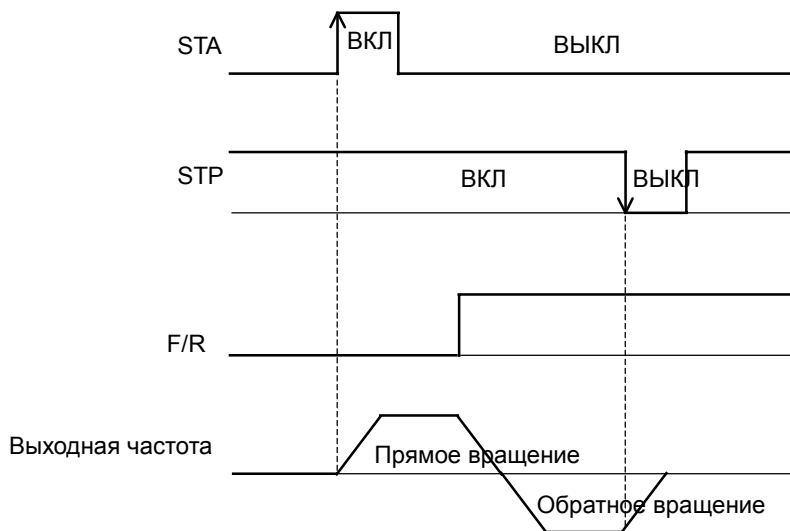 STA
ВКЛ
ВЫКЛ
STP
ВКЛ
ВЫКЛ
F/R
Выходная частота
Прямое вращение
Обратное вращение